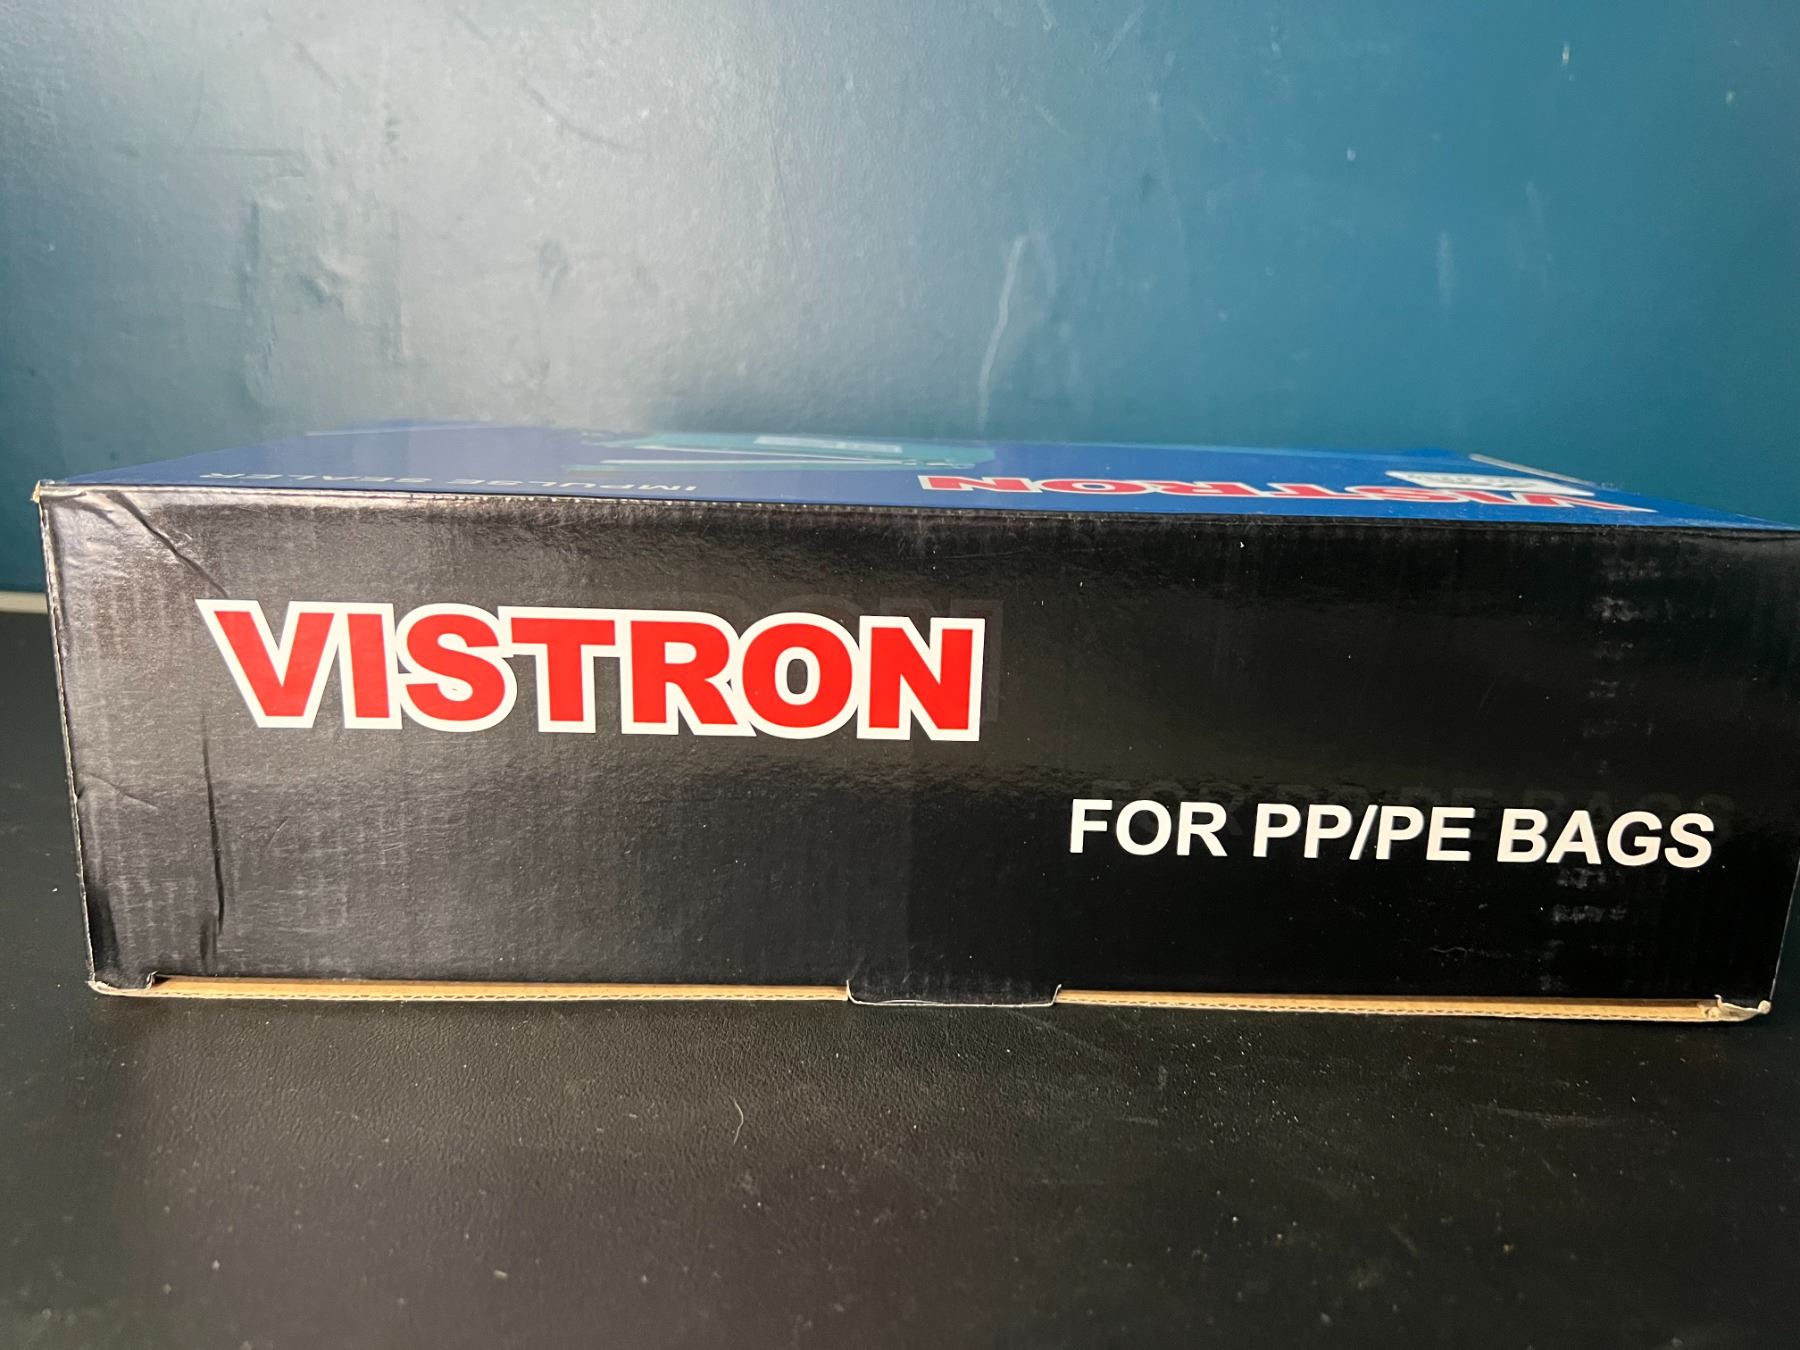 IMPULSE SEALER
VISTRON
VISTRON
FOR PP/PE BAGS